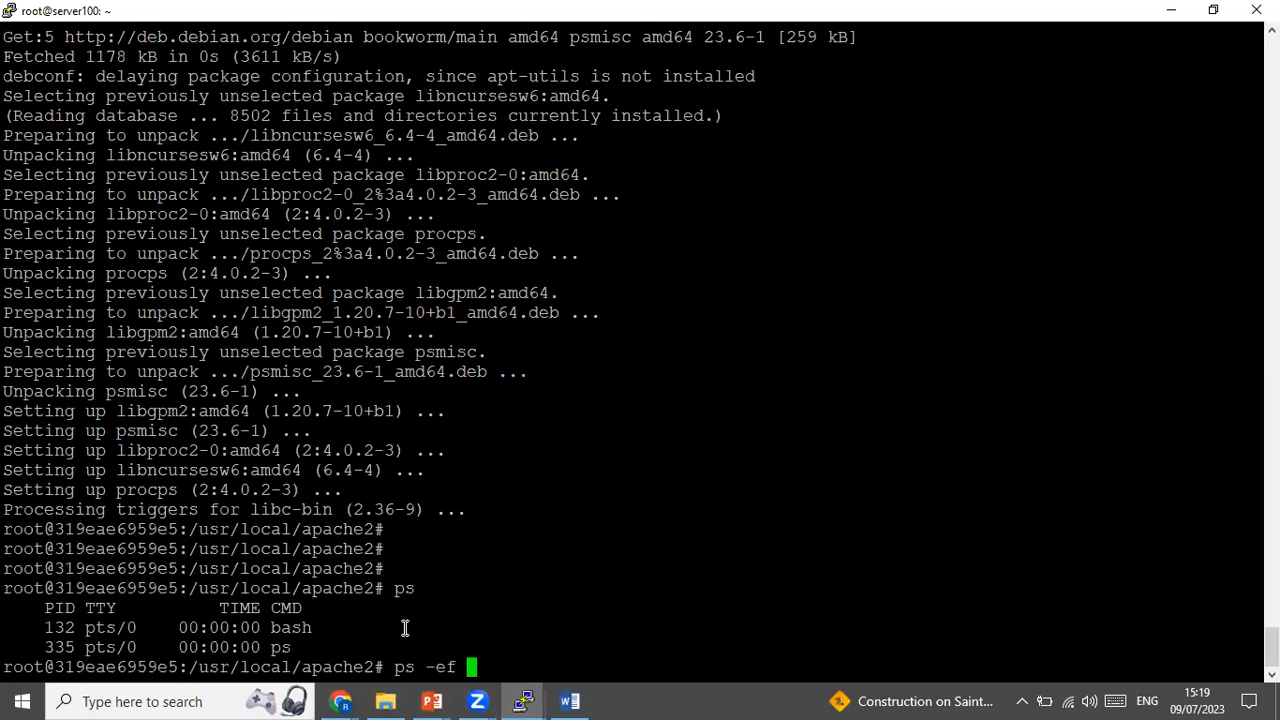 root@server100: ~
Get:5 http://deb.debian.org/debian bookworm/main amd64 psmisc amd64 23.6-1 [259 kB]
Fetched 1178 kB in 0s (3611 kB/s)
debconf: delaying package configuration, since apt-utils is not installed
Selecting previously unselected package libncursesw6:amd64.
(Reading database ... 8502 files and directories currently installed.)
Preparing to unpack .../libncursesw6_6.4-4_amd64.deb ...
Unpacking libncursesw6:amd64 (6.4-4) ...
Selecting previously unselected package libproc2-0:amd64.
Preparing to unpack .../libproc2-0_2%3a4.0.2-3_amd64.deb ...
Unpacking libproc2-0:amd64 (2:4.0.2-3) ...
Selecting previously unselected package procps.
Preparing to unpack .../procps_2%3a4.0.2-3_amd64.deb ...
Unpacking procps (2:4.0.2-3) ...
Selecting previously unselected package libgpm2:amd64.
Preparing to unpack .../libgpm2_1.20.7-10+b1_amd64.deb ...
Unpacking libgpm2:amd64 (1.20.7-10+b1) ...
Selecting previously unselected package psmisc.
Preparing to unpack .../psmisc_23.6-1_amd64.deb ...
Unpacking psmisc (23.6-1) ...
Setting up libgpm2:amd64 (1.20.7-10+b1) ...
Setting up psmisc (23.6-1) ...
Setting up libproc2-0:amd64 (2:4.0.2-3) ...
Setting up libncursesw6:amd64 (6.4-4) ...
Setting up procps (2:4.0.2-3) ...
Processing triggers for libc-bin (2.36-9) ...
root@319eae6959e5:/usr/local/apache2#
root@319eae6959e5:/usr/local/apache2#
root@319eae6959e5:/usr/local/apache2#
root@319eae6959e5:/usr/local/apache2# ps
PID TTY TIME CMD
132 pts/0 00:00:00 bash
335 pts/0 00:00:00 ps
root@319eae6959e5:/usr/local/apache2# ps -ef
Type here to search
Construction on Saint...
ENG
15:19
09/07/2023